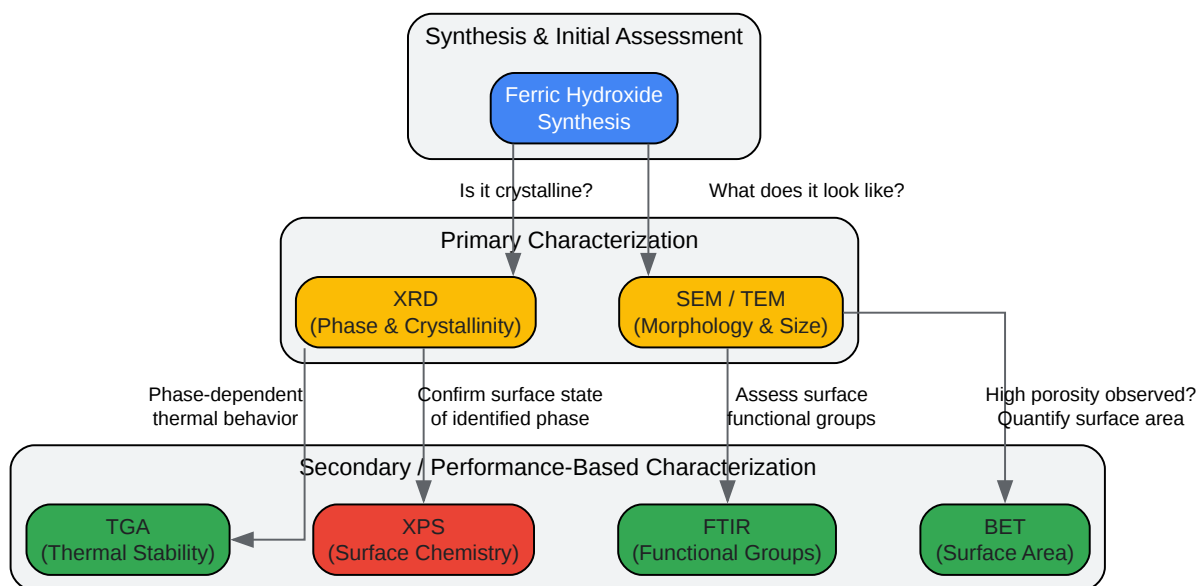 Synthesis & Initial Assessment
Ferric Hydroxide
Synthesis
Is it crystalline?
What does it look like?
Primary Characterization
XRD
(Phase & Crystallinity)
SEM / TEM
(Morphology & Size)
Phase-dependent
thermal behavior
Confirm surface state
of identified phase
Assess surface
functional groups
High porosity observed?
Quantify surface area
Secondary / Performance-Based Characterization
TGA
(Thermal Stability)
XPS
(Surface Chemistry)
FTIR
(Functional Groups)
BET
(Surface Area)